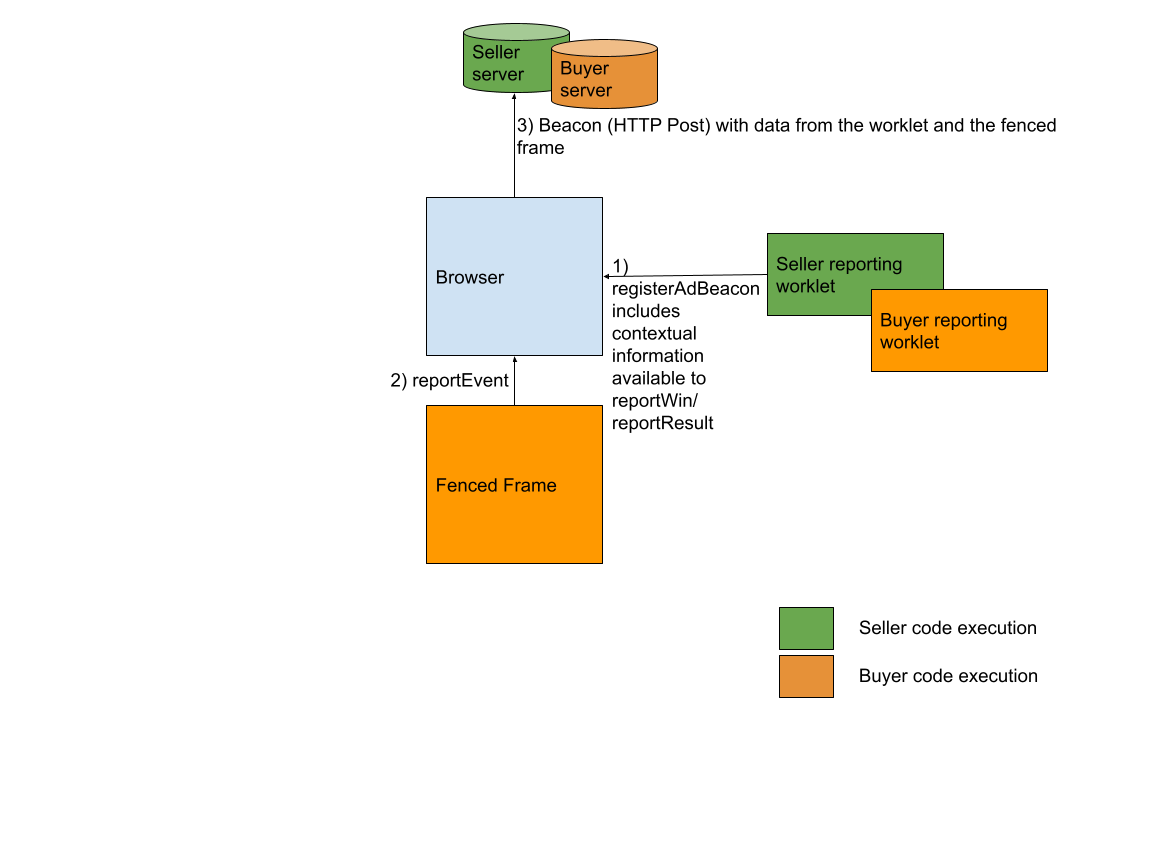 Seller
server
Buyer
server
3) Beacon (HTTP Post) with data from the worklet and the fenced
frame
Browser
1)
registerAdBeacon
includes
contextual
information
available to
reportWin/
reportResult
Seller reporting
worklet
Buyer reporting
worklet
2) reportEvent
Fenced Frame
Seller code execution
Buyer code execution